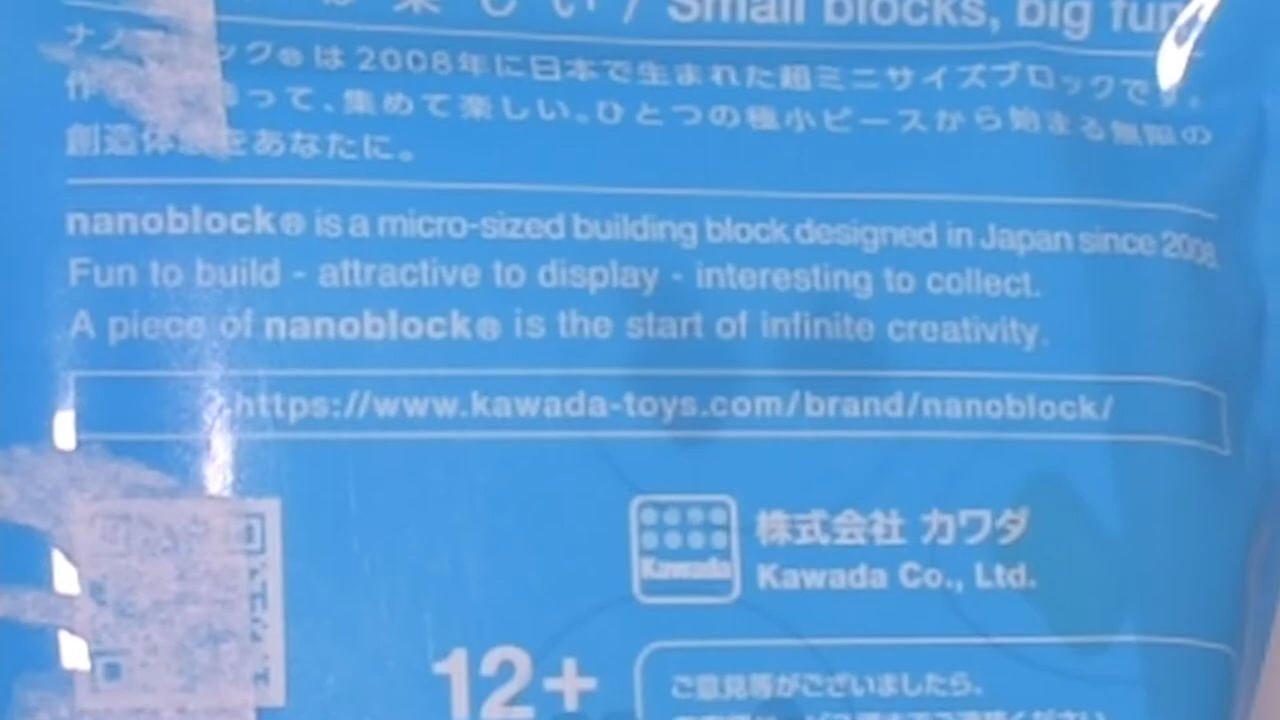 楽しい / Small blocks, big fun
ック® は2008年に日本で生まれた超ミニサイズブロックです。
って、集めて楽しい。ひとつの極小ピースから始まる無限の
創造体 をあなたに。
nanoblock® is a micro-sized building block designed in Japan since 2008.
Fun to build - attractive to display - interesting to collect.
A piece of nanoblock® is the start of infinite creativity.
https://www.kawada-toys.com/brand/nanoblock/
Kawada
株式会社 カワダ
Kawada Co., Ltd.
12+
ご意見等がございましたら、